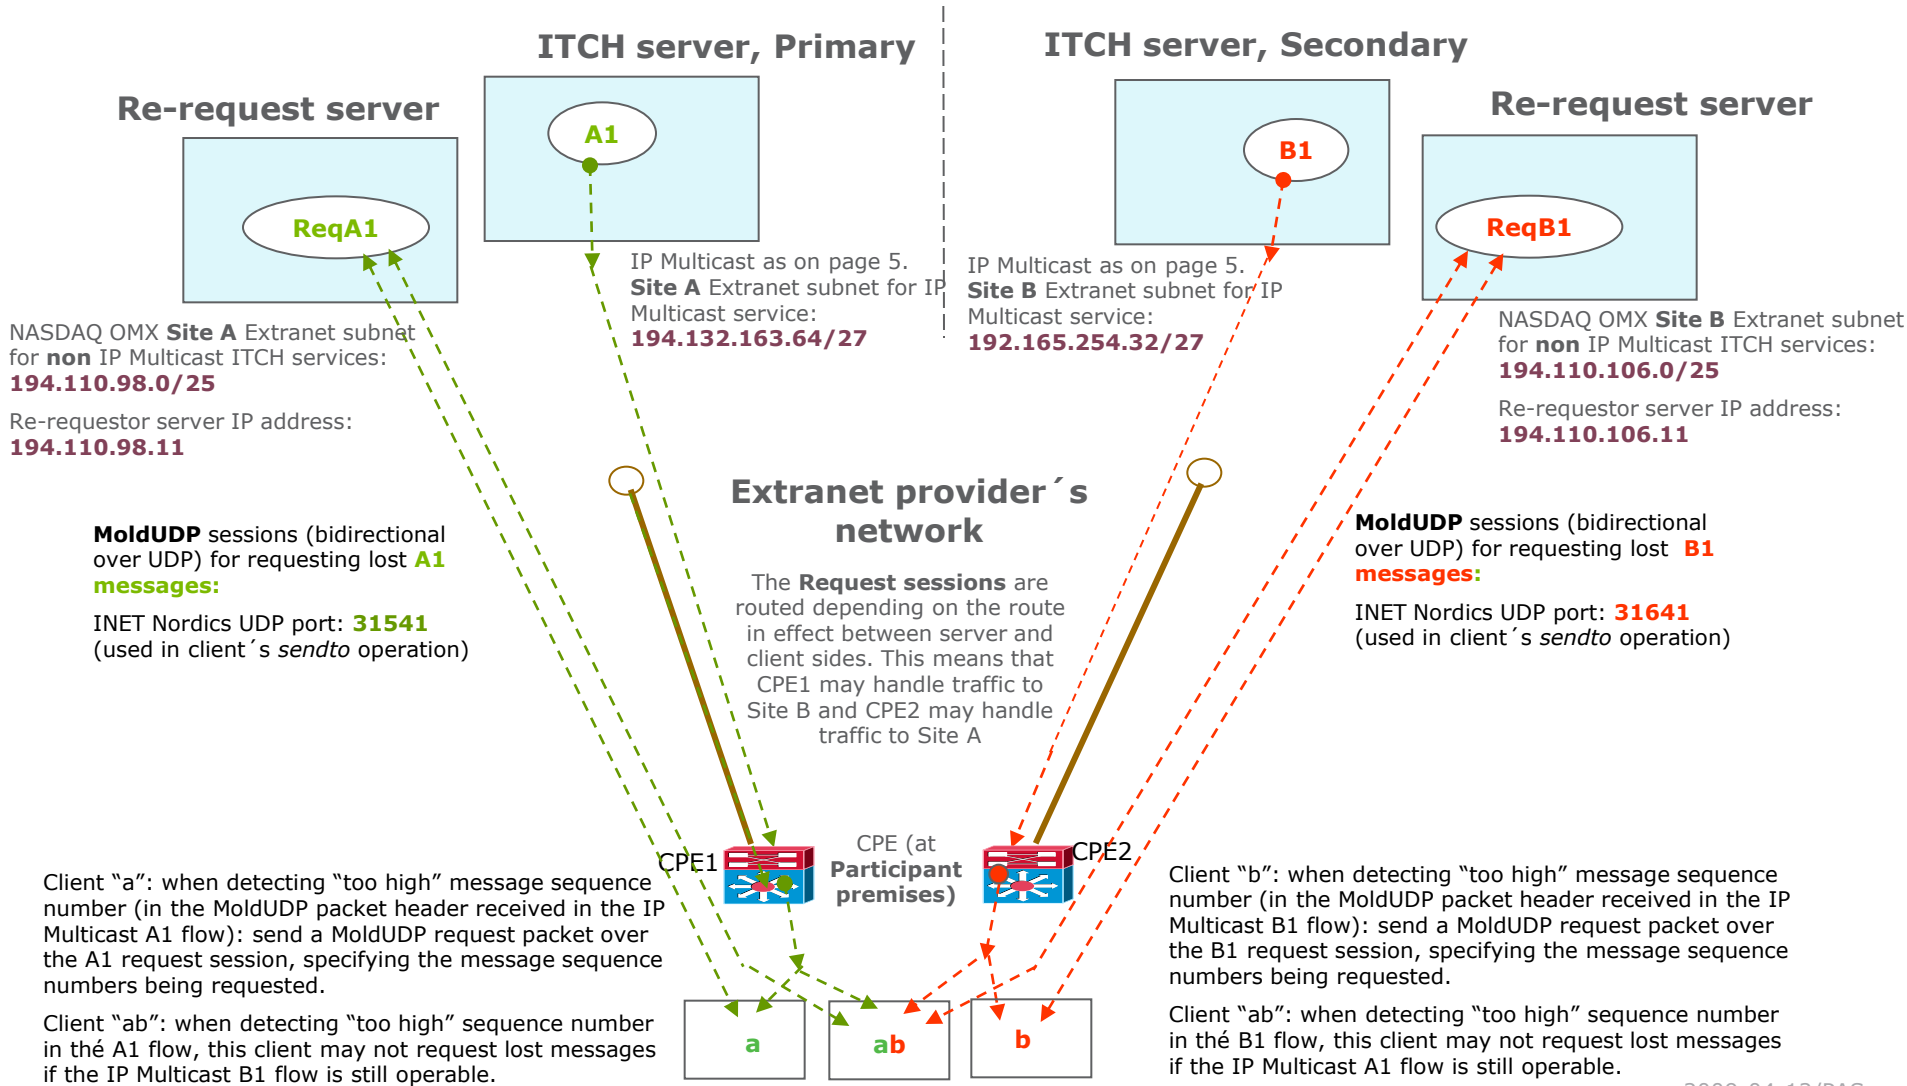 ITCH server, Primary
ITCH server, Secondary
Re-request server
Re-request server
A1
B1
ReqA1
ReqB1
IP Multicast as on page 5.
Site A Extranet subnet for IP
Multicast service:
194.132.163.64/27
IP Multicast as on page 5.
Site B Extranet subnet for IP
Multicast service:
192.165.254.32/27
NASDAQ OMX Site A Extranet subnet
for non IP Multicast ITCH services:
194.110.98.0/25
Re-requestor server IP address:
194.110.98.11
NASDAQ OMX Site B Extranet subnet
for non IP Multicast ITCH services:
194.110.106.0/25
Re-requestor server IP address:
194.110.106.11
Extranet provider´s
network
MoldUDP sessions (bidirectional
over UDP) for requesting lost A1
messages:
INET Nordics UDP port: 31541
(used in client´s sendto operation)
The Request sessions are
routed depending on the route
in effect between server and
client sides. This means that
CPE1 may handle traffic to
Site B and CPE2 may handle
traffic to Site A
MoldUDP sessions (bidirectional
over UDP) for requesting lost B1
messages:
INET Nordics UDP port: 31641
(used in client´s sendto operation)
CPE1
CPE (at
Participant
premises)
CPE2
Client “a”: when detecting “too high” message sequence
number (in the MoldUDP packet header received in the IP
Multicast A1 flow): send a MoldUDP request packet over
the A1 request session, specifying the message sequence
numbers being requested.
Client “ab”: when detecting “too high” sequence number
in thé A1 flow, this client may not request lost messages
if the IP Multicast B1 flow is still operable.
a
ab
b
Client “b”: when detecting “too high” message sequence
number (in the MoldUDP packet header received in the IP
Multicast B1 flow): send a MoldUDP request packet over
the B1 request session, specifying the message sequence
numbers being requested.
Client “ab”: when detecting “too high” sequence number
in thé B1 flow, this client may not request lost messages
if the IP Multicast A1 flow is still operable.